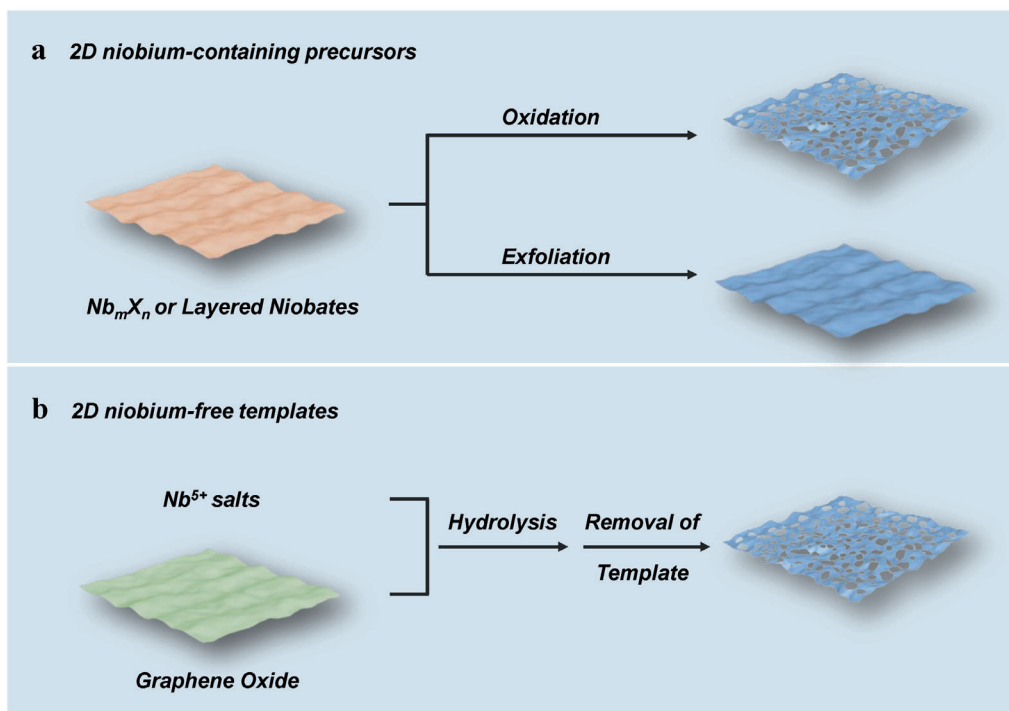 a 2D niobium-containing precursors
Oxidation
Exfoliation
NbₘXₙ or Layered Niobates
b 2D niobium-free templates
Nb⁵⁺ salts
Hydrolysis
Removal of
Template
Graphene Oxide